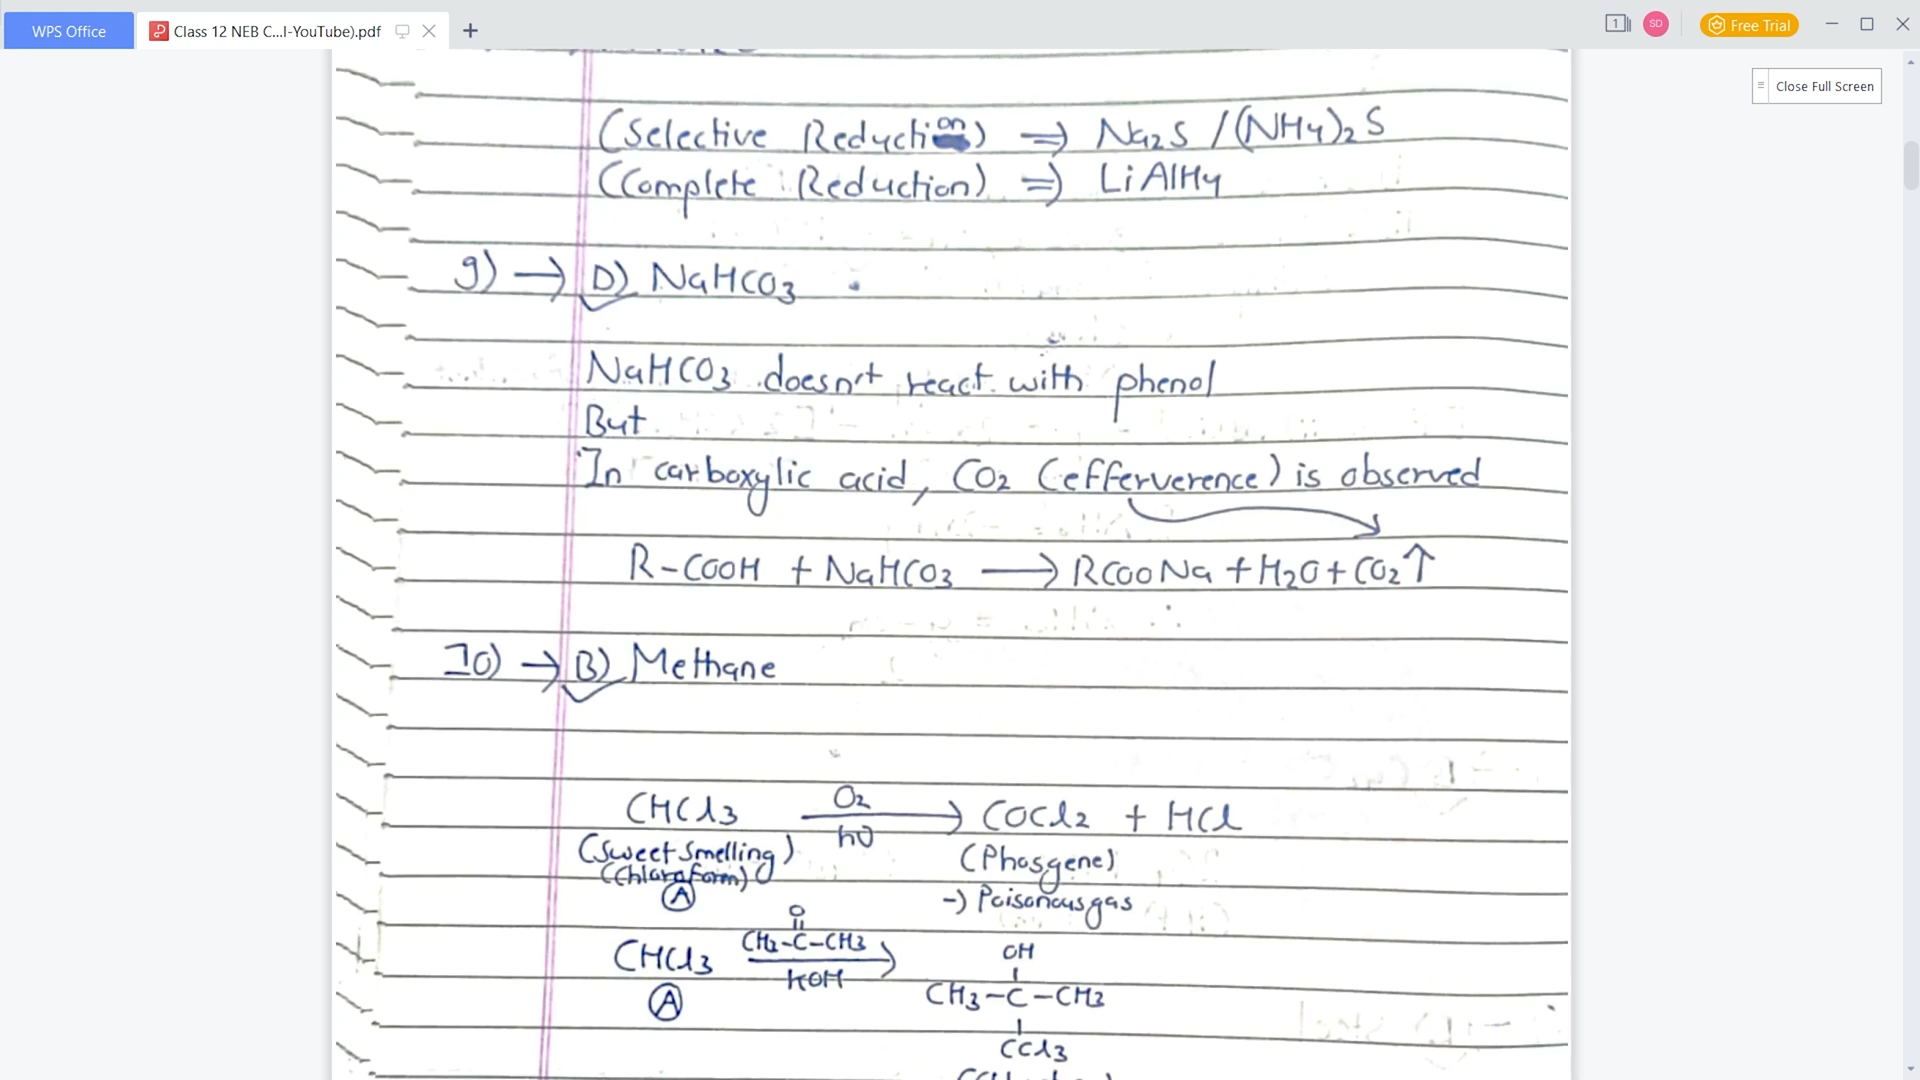 WPS Office
Class 12 NEB C...I-YouTube).pdf
1
SD
Free Trial
Close Full Screen
(Selective Reduction) => Na2S / (NH4)2S
(Complete Reduction) => LiAlH4
9) → D) NaHCO3
NaHCO3 doesn't react with phenol
But
In carboxylic acid, CO2 (efferverence) is observed
R-COOH + NaHCO3 → RCOONa + H2O + CO2↑
10) → B) Methane
O2
CHCl3 → COCl2 + HCl
hυ
(Sweet smelling) (Phosgene)
(Chloroform)
A -) Poisonous gas
O
||
CH3-C-CH3
CHCl3 →
KOH
A
OH
|
CH3-C-CH3
|
CCl3